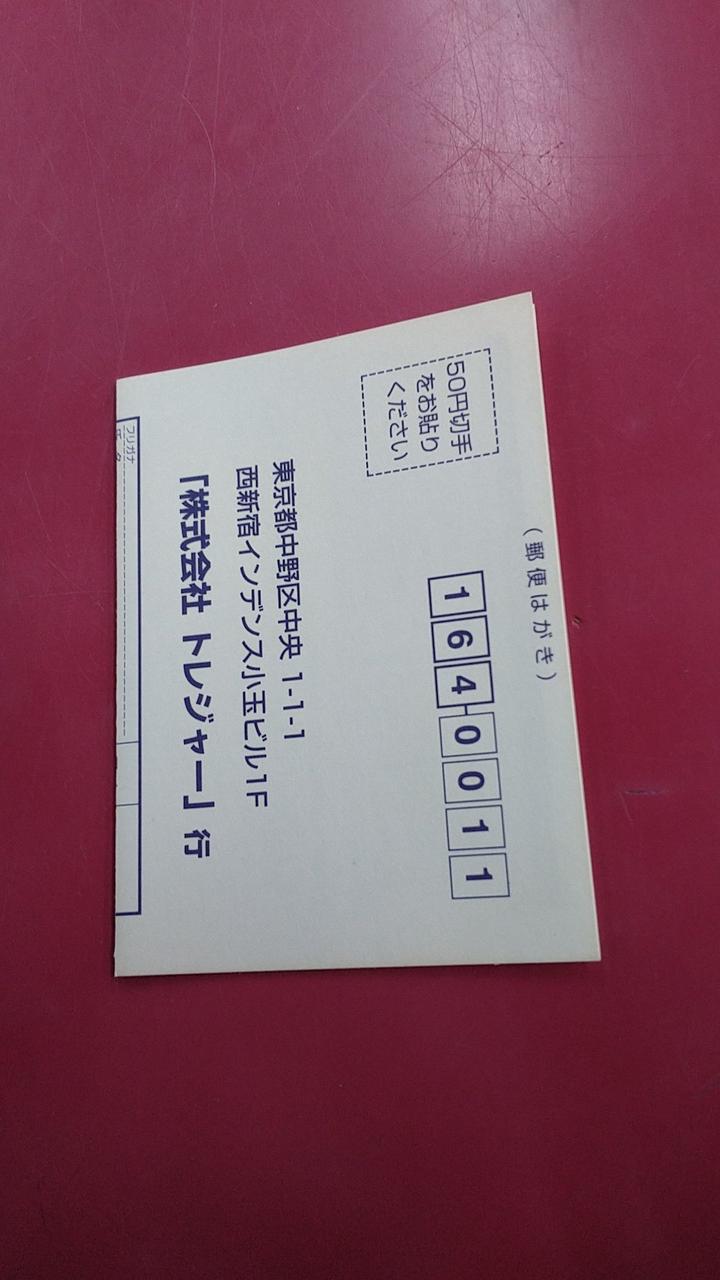 (郵便はがき)
50円切手
をお貼り
ください
1640011
東京都中野区中央 1-1-1
西新宿インデンス小玉ビル1F
「株式会社 トレジャー」行
フリガナ